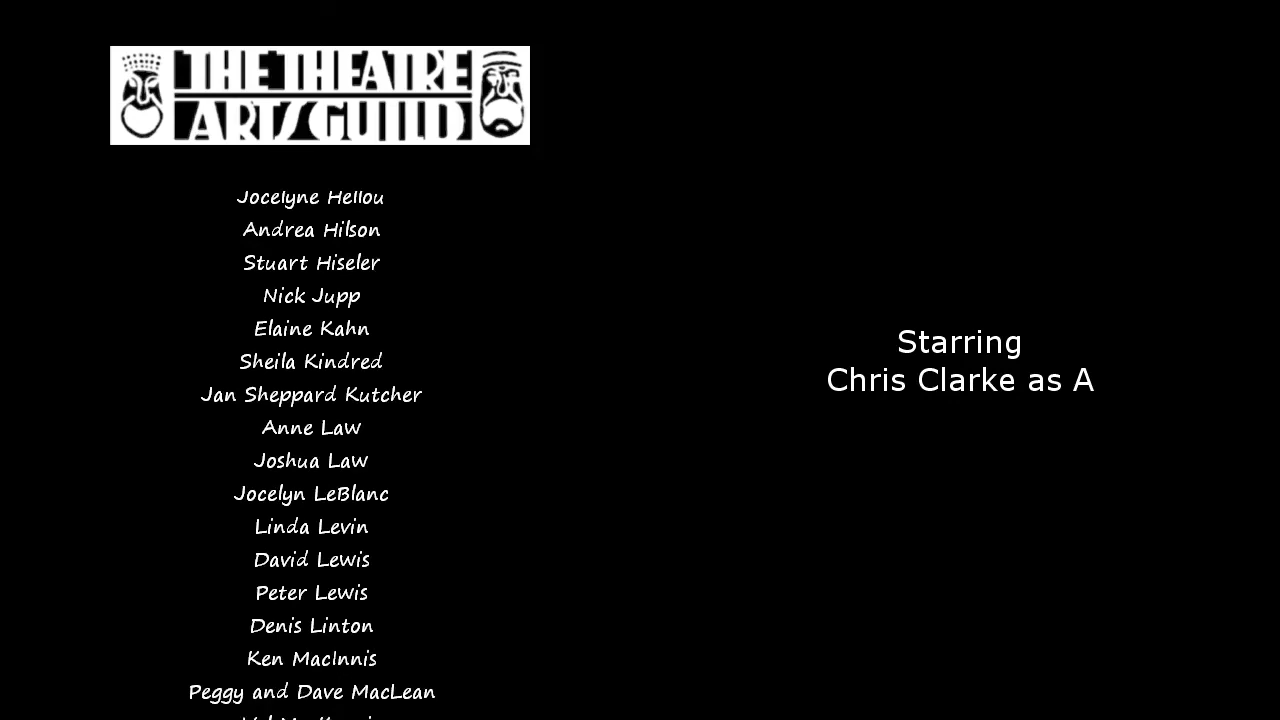 THE THEATRE
ARTS GUILD
Jocelyne Hellou
Andrea Hilson
Stuart Hiseler
Nick Jupp
Elaine Kahn
Sheila Kindred
Jan Sheppard Kutcher
Anne Law
Joshua Law
Jocelyn LeBlanc
Linda Levin
David Lewis
Peter Lewis
Denis Linton
Ken MacInnis
Peggy and Dave MacLean
Starring
Chris Clarke as A